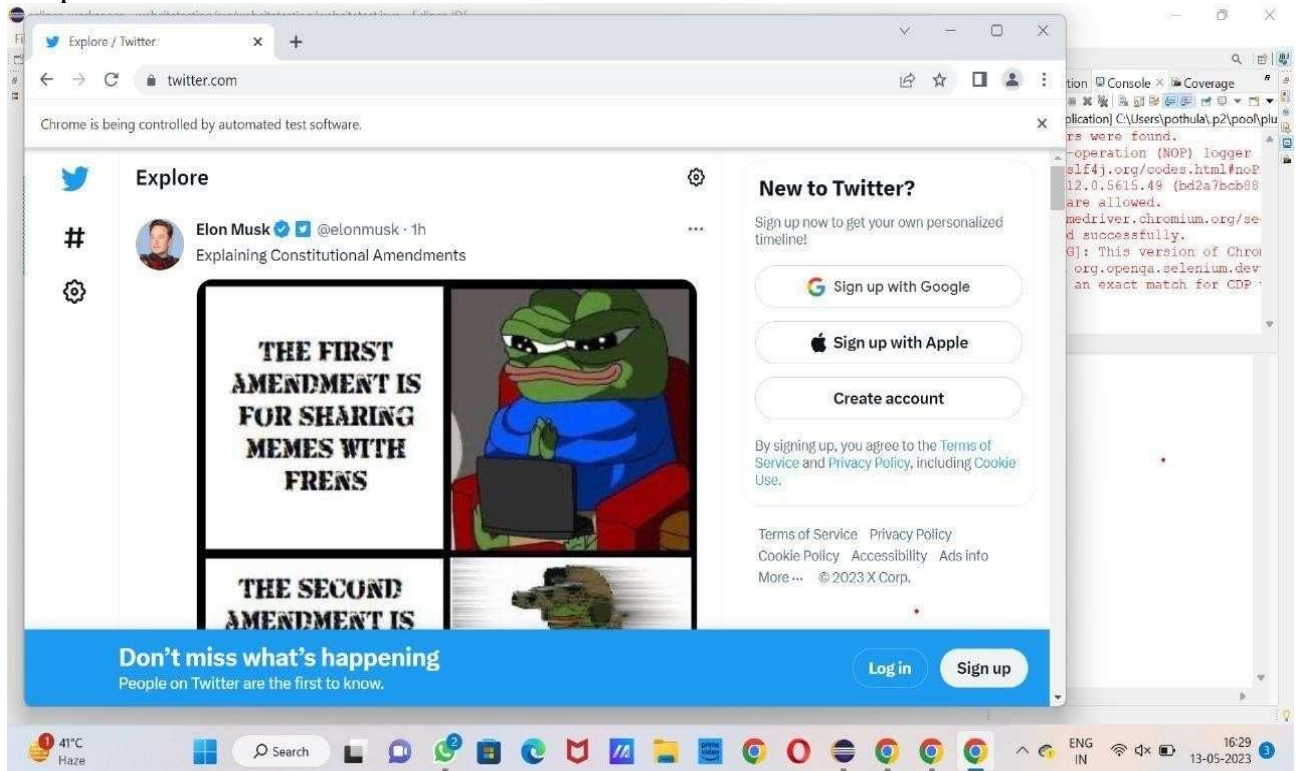 Explore / Twitter
twitter.com
Chrome is being controlled by automated test software.
Explore
Elon Musk @elonmusk · 1h
Explaining Constitutional Amendments
THE FIRST
AMENDMENT IS
FOR SHARING
MEMES WITH
FRENS
THE SECOND
AMENDMENT IS
New to Twitter?
Sign up now to get your own personalized
timeline!
Sign up with Google
Sign up with Apple
Create account
By signing up, you agree to the Terms of
Service and Privacy Policy, including Cookie
Use.
Terms of Service Privacy Policy
Cookie Policy Accessibility Ads info
More ··· © 2023 X Corp.
Don't miss what's happening
People on Twitter are the first to know.
Log in
Sign up
Console Coverage
C:\Users\pothula\.p2\pool\plu
rs were found.
-operation (NOP) logger
slf4j.org/codes.html#noP
are allowed.
medriver.chromium.org/se
d successfully.
G]: This version of Chro
org.openqa.selenium.dev
an exact match for CDP
1
41°C
Haze
Search
2
prime video
ENG
IN
16:29
13-05-2023
3